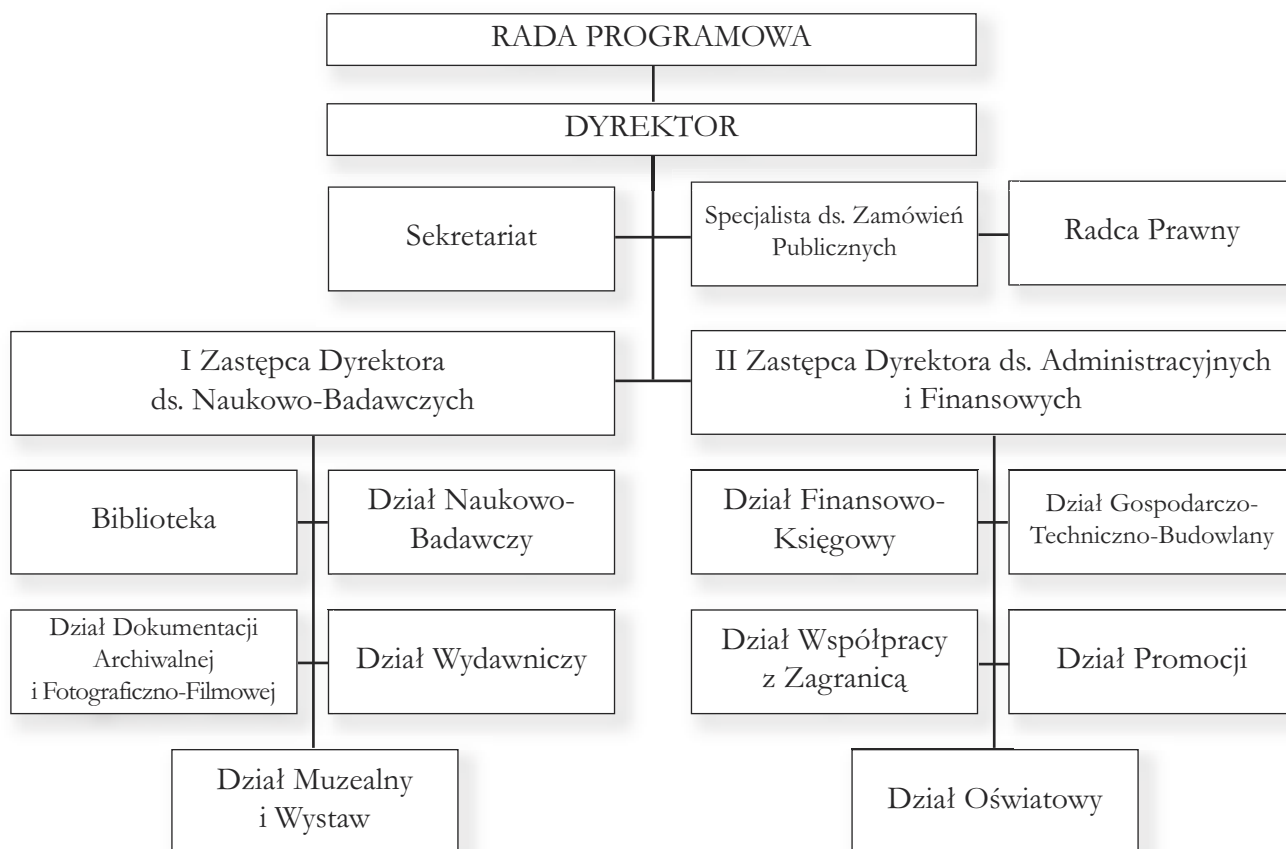 RADA PROGRAMOWA
DYREKTOR
Sekretariat
Specjalista ds. Zamówień
Publicznych
Radca Prawny
I Zastępca Dyrektora
ds. Naukowo-Badawczych
II Zastępca Dyrektora ds. Administracyjnych
i Finansowych
Biblioteka
Dział Naukowo-
Badawczy
Dział Finansowo-
Księgowy
Dział Gospodarczo-
Techniczno-Budowlany
Dział Dokumentacji
Archiwalnej
i Fotograficzno-Filmowej
Dział Wydawniczy
Dział Współpracy
z Zagranicą
Dział Promocji
Dział Muzealny
i Wystaw
Dział Oświatowy